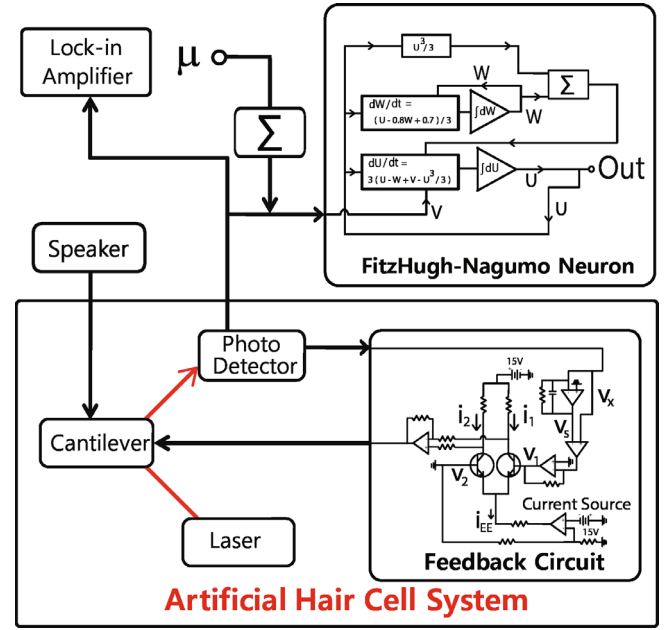 Lock-in
Amplifier
μ
Σ
U³/3
Σ
W
W
dW/dt =
(U - 0.8W + 0.7) / 3
∫dW
dU/dt =
3(U - W + V - U³/3)
∫dU
U
Out
V
U
FitzHugh-Nagumo Neuron
Speaker
Photo
Detector
Cantilever
Laser
15V
i₂
i₁
Vₓ
Vₛ
V₂
V₁
Current Source
i_EE
15V
Feedback Circuit
Artificial Hair Cell System